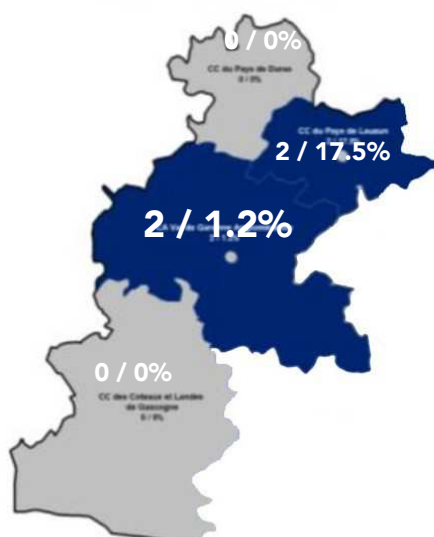 0 / 0%
CC du Pays de Duras
0 / 0%
CC du Pays de Lauzun
2 / 17.5%
2 / 1.2%
0 / 0%
CC des Coteaux et Landes
de Gascogne
0 / 0%